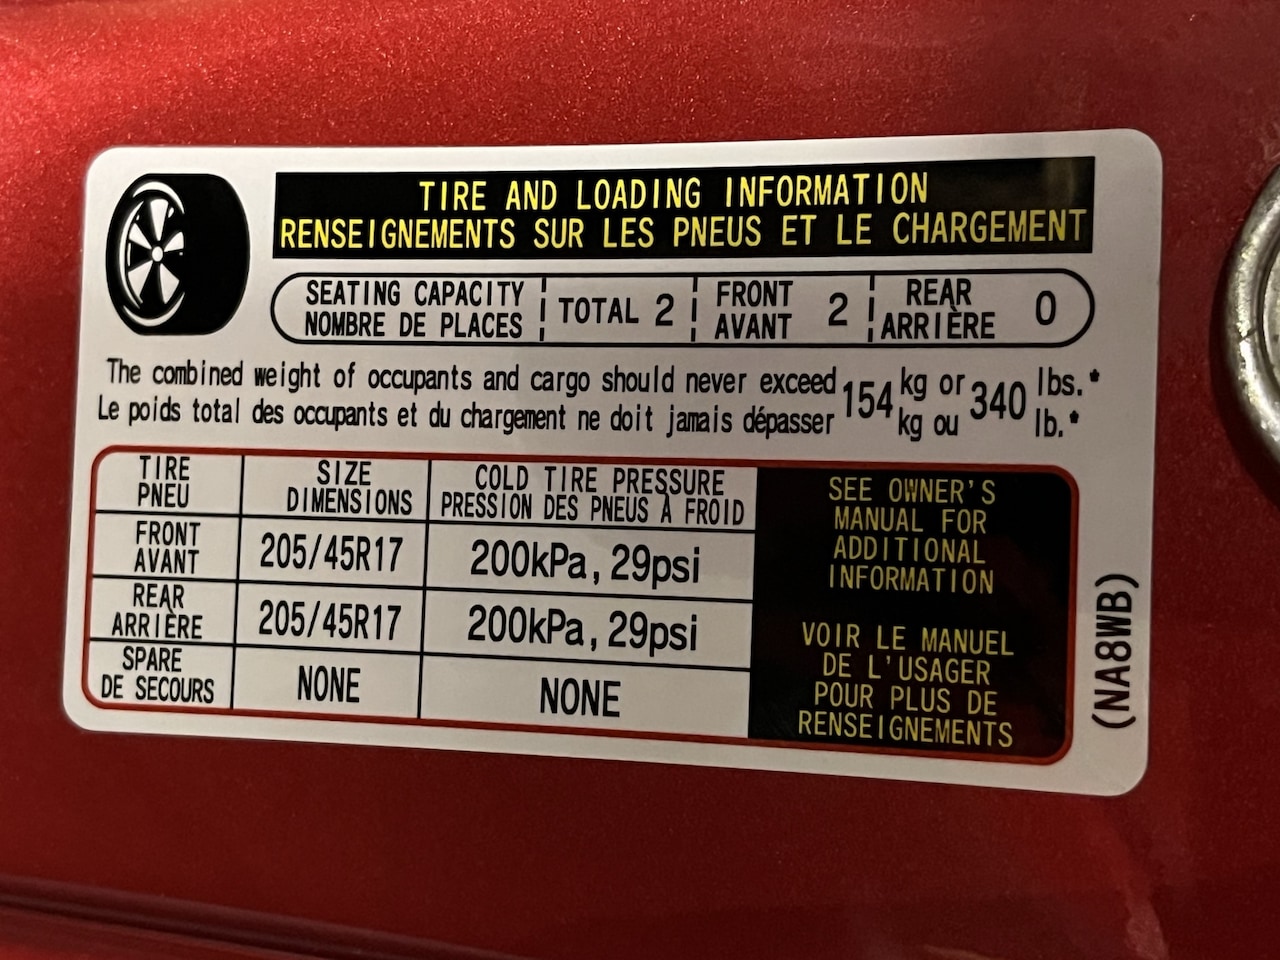 TIRE AND LOADING INFORMATION
RENSEIGNEMENTS SUR LES PNEUS ET LE CHARGEMENT
SEATING CAPACITY
NOMBRE DE PLACES
TOTAL 2
FRONT
AVANT
2
REAR
ARRIÈRE
0
The combined weight of occupants and cargo should never exceed
Le poids total des occupants et du chargement ne doit jamais dépasser
154
kg or
kg ou
340
lbs.*
lb.*
TIRE
PNEU
SIZE
DIMENSIONS
COLD TIRE PRESSURE
PRESSION DES PNEUS À FROID
FRONT
AVANT
205/45R17
200kPa, 29psi
REAR
ARRIÈRE
205/45R17
200kPa, 29psi
SPARE
DE SECOURS
NONE
NONE
SEE OWNER'S
MANUAL FOR
ADDITIONAL
INFORMATION
VOIR LE MANUEL
DE L'USAGER
POUR PLUS DE
RENSEIGNEMENTS
(NA8WB)